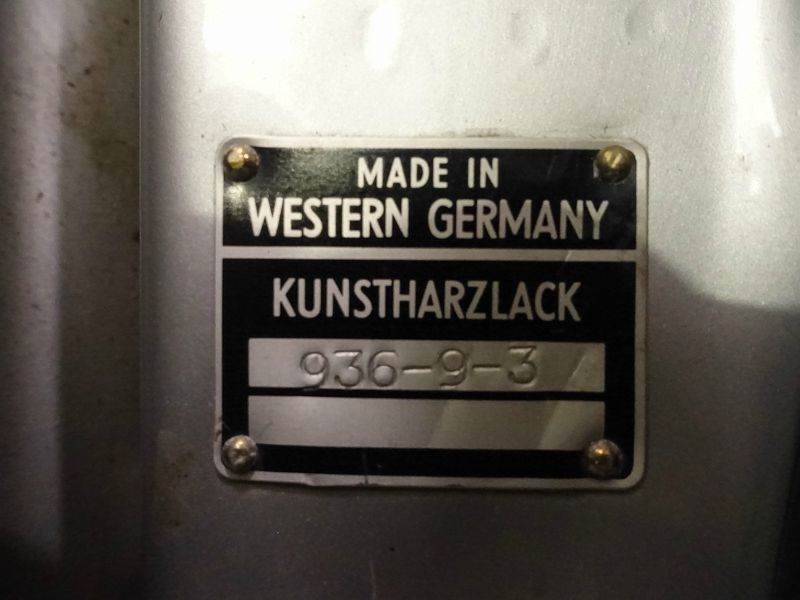 MADE IN
WESTERN GERMANY
KUNSTHARZLACK
936-9-3